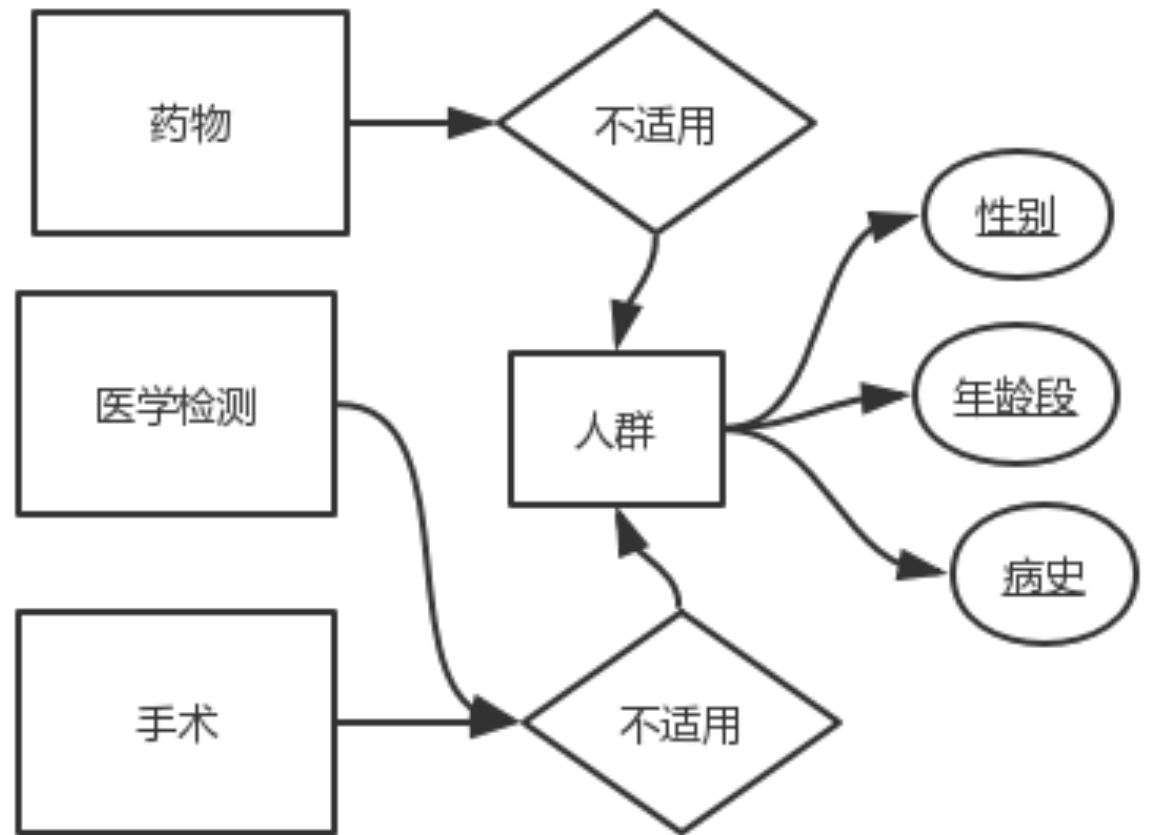 药物
不适用
性别
医学检测
人群
年龄段
病史
手术
不适用